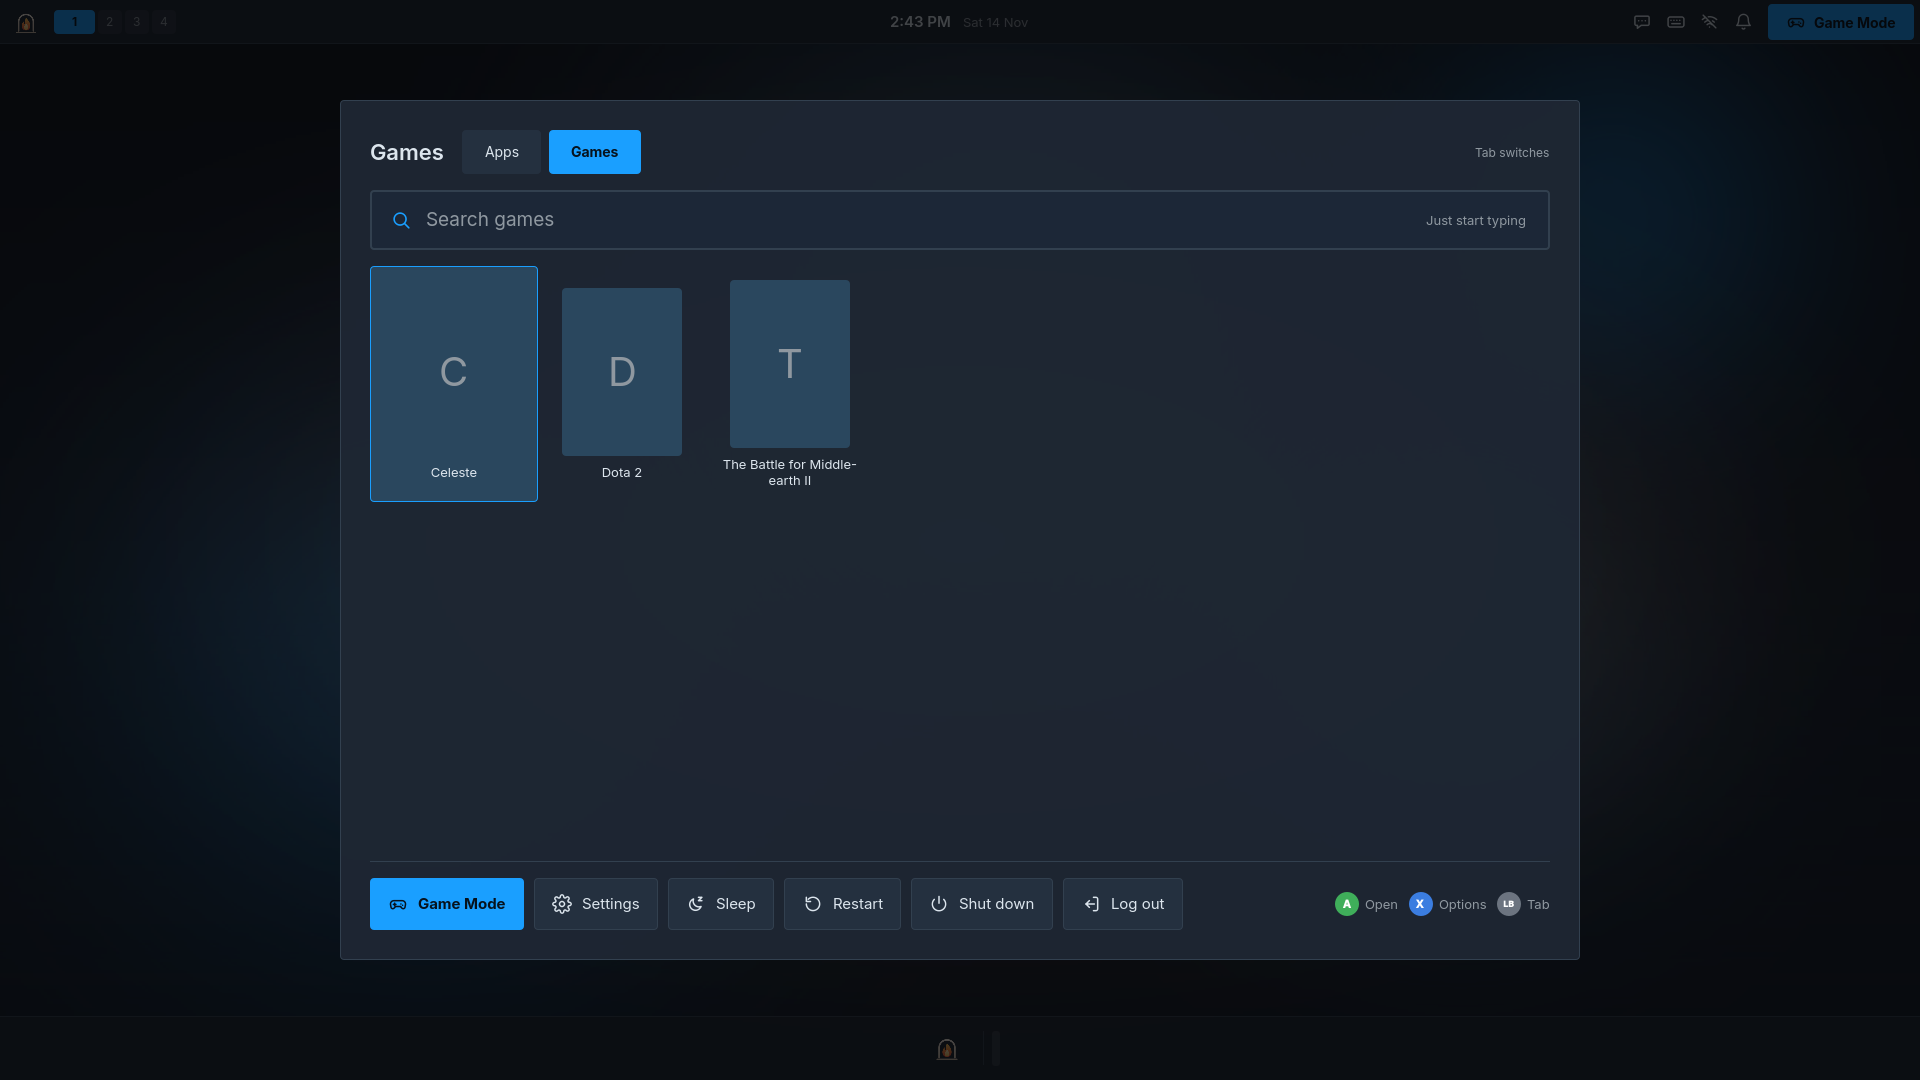 1 2 3 4
2:43 PM Sat 14 Nov
Game Mode
Games Apps Games
Tab switches
Search games
Just start typing
C
Celeste
D
Dota 2
T
The Battle for Middle-
earth II
Game Mode Settings Sleep Restart Shut down Log out
A Open X Options LB Tab